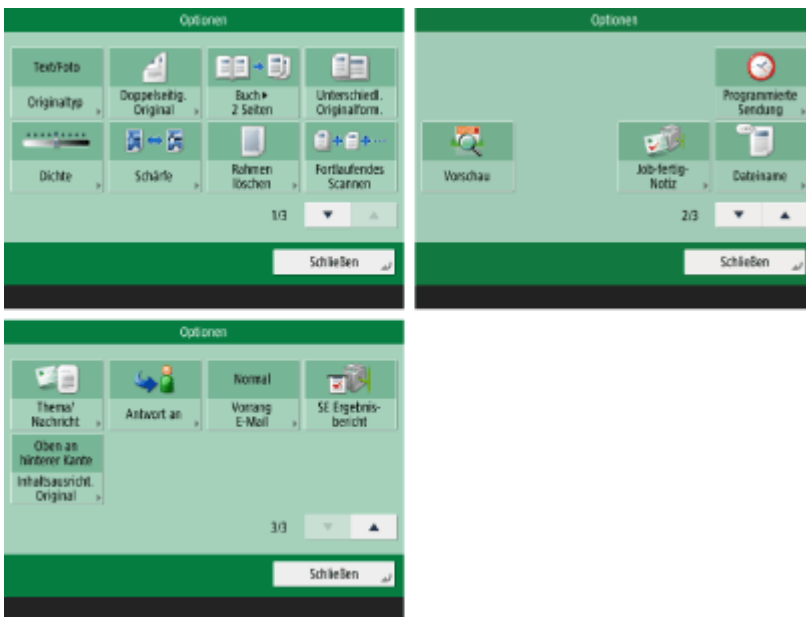 Optionen
Text/Foto
Originaltyp
Doppelseitig.
Original
Buch
2 Seiten
Unterschiedl.
Originalform.
Dichte
Schärfe
Rahmen
löschen
Fortlaufendes
Scannen
1/3
Schließen
Optionen
Programmierte
Sendung
Vorschau
Job-fertig-
Notiz
Dateiname
2/3
Schließen
Optionen
Thema/
Nachricht
Antwort an
Normal
Vorrang
E-Mail
SE Ergebnis-
bericht
Oben an
hinterer Kante
Inhaltsausricht.
Original
3/3
Schließen